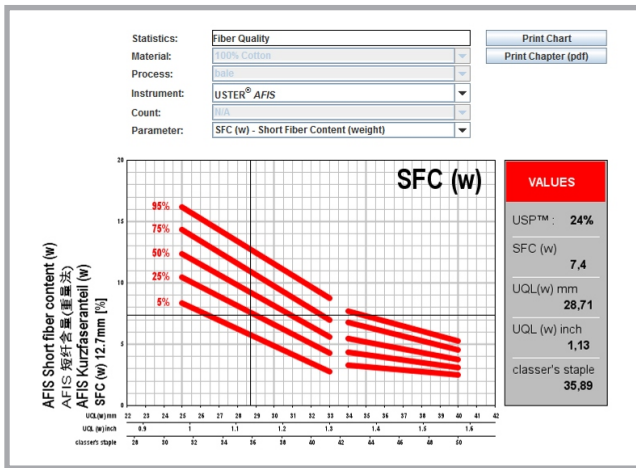 Statistics: Fiber Quality Print Chart
Material: 100% Cotton Print Chapter (pdf)
Process: bale
Instrument: USTER® AFIS
Count: N/A
Parameter: SFC (w) - Short Fiber Content (weight)
SFC (w)
AFIS Short fiber content (w)
AFIS 短纤含量(重量法)
AFIS Kurzfaseranteil (w)
SFC (w) 12.7mm [%]
20
15
10
5
0
95%
75%
50%
25%
5%
UQL(w) mm 22 23 24 25 26 27 28 29 30 31 32 33 34 35 36 37 38 39 40 41 42
UQL (w) inch 0.9 1 1.1 1.2 1.3 1.4 1.5 1.6
classer's staple 28 30 32 34 36 38 40 42 44 46 48 50
VALUES
USP™ : 24%
SFC (w)
7,4
UQL(w) mm
28,71
UQL (w) inch
1,13
classer's staple
35,89